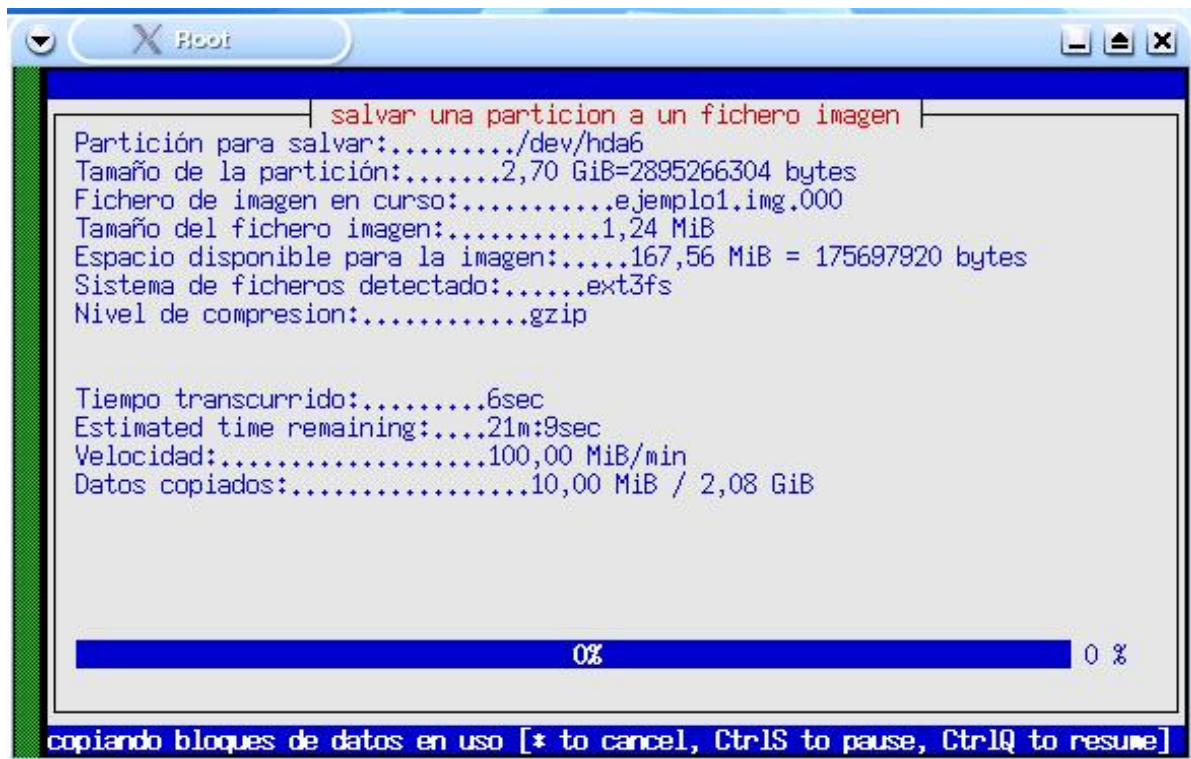 Root
salvar una particion a un fichero imagen
Partición para salvar:........./dev/hda6
Tamaño de la partición:.......2,70 GiB=2895266304 bytes
Fichero de imagen en curso:...........ejemplo1.img.000
Tamaño del fichero imagen:...........1,24 MiB
Espacio disponible para la imagen:.....167,56 MiB = 175697920 bytes
Sistema de ficheros detectado:......ext3fs
Nivel de compresion:............gzip
Tiempo transcurrido:.........6sec
Estimated time remaining:....21m:9sec
Velocidad:...................100,00 MiB/min
Datos copiados:.................10,00 MiB / 2,08 GiB
0% 0 %
copiando bloques de datos en uso [* to cancel, CtrlS to pause, CtrlQ to resume]